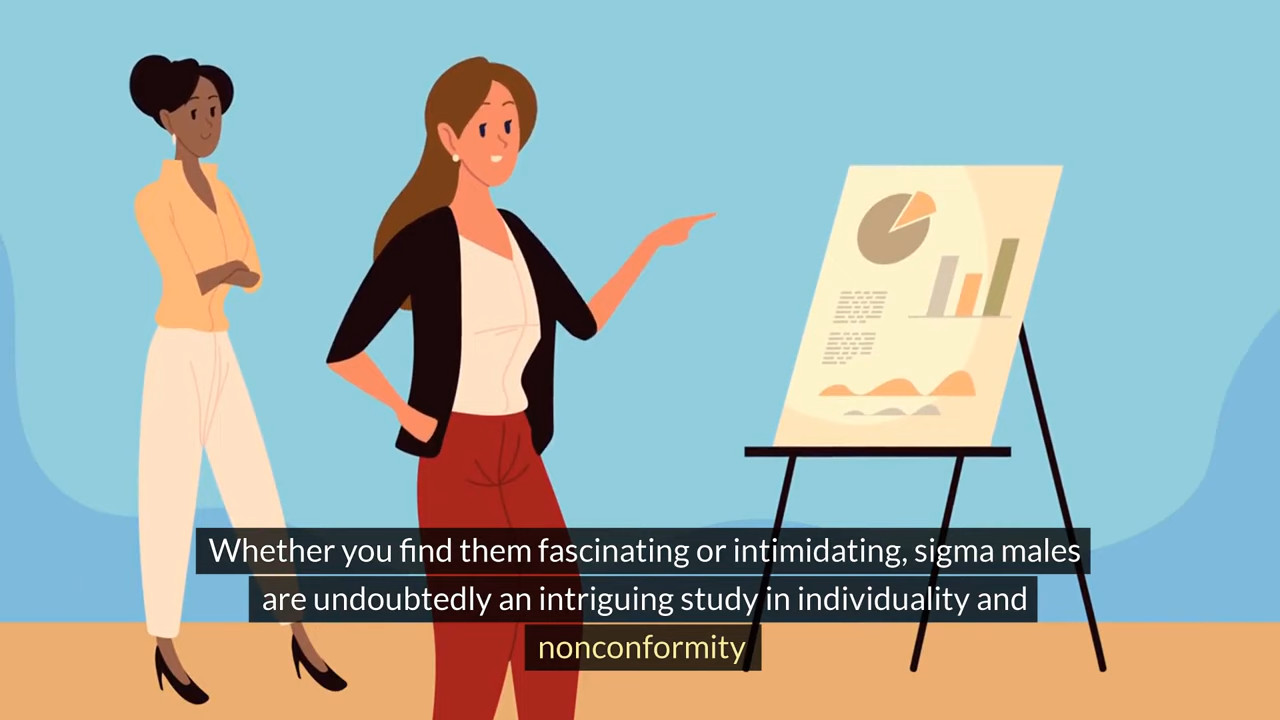 Whether you find them fascinating or intimidating, sigma males
are undoubtedly an intriguing study in individuality and
nonconformity